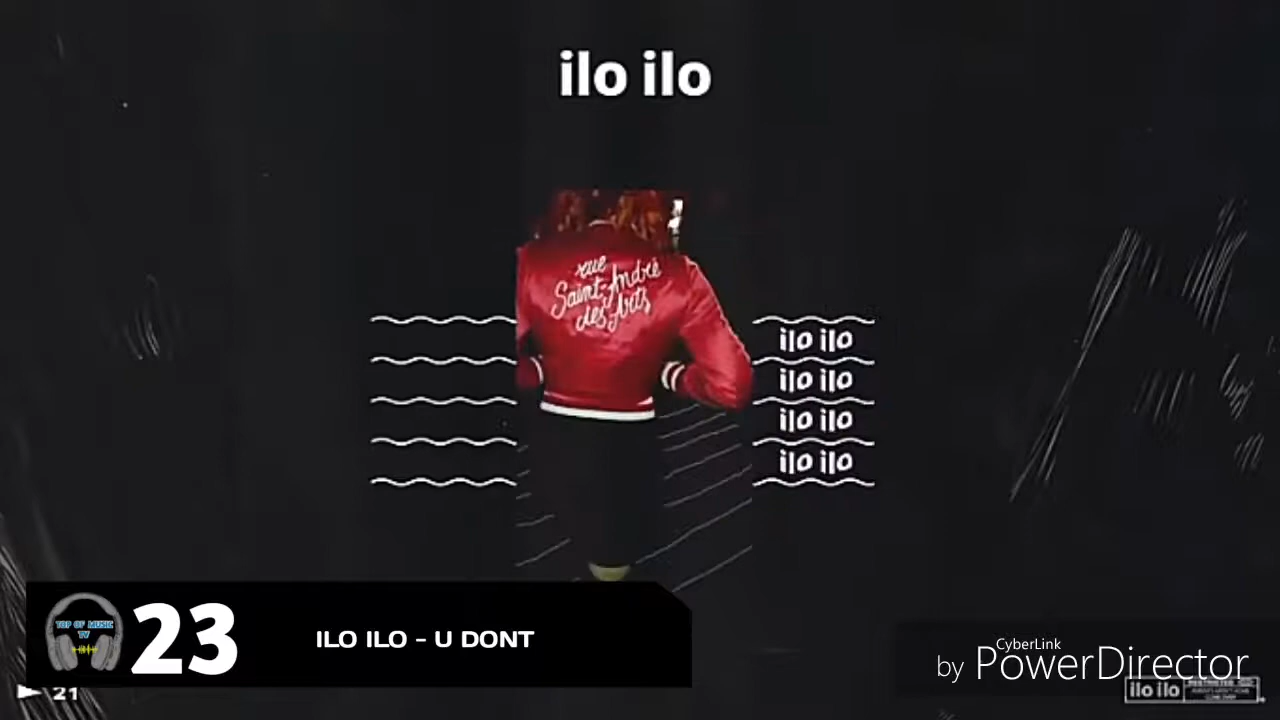 ilo ilo
rue
Saint-André
des Arts
ilo ilo
ilo ilo
ilo ilo
ilo ilo
TOP OF MUSIC
TV
23
ILO ILO - U DONT
21
CyberLink
by PowerDirector
ilo ilo